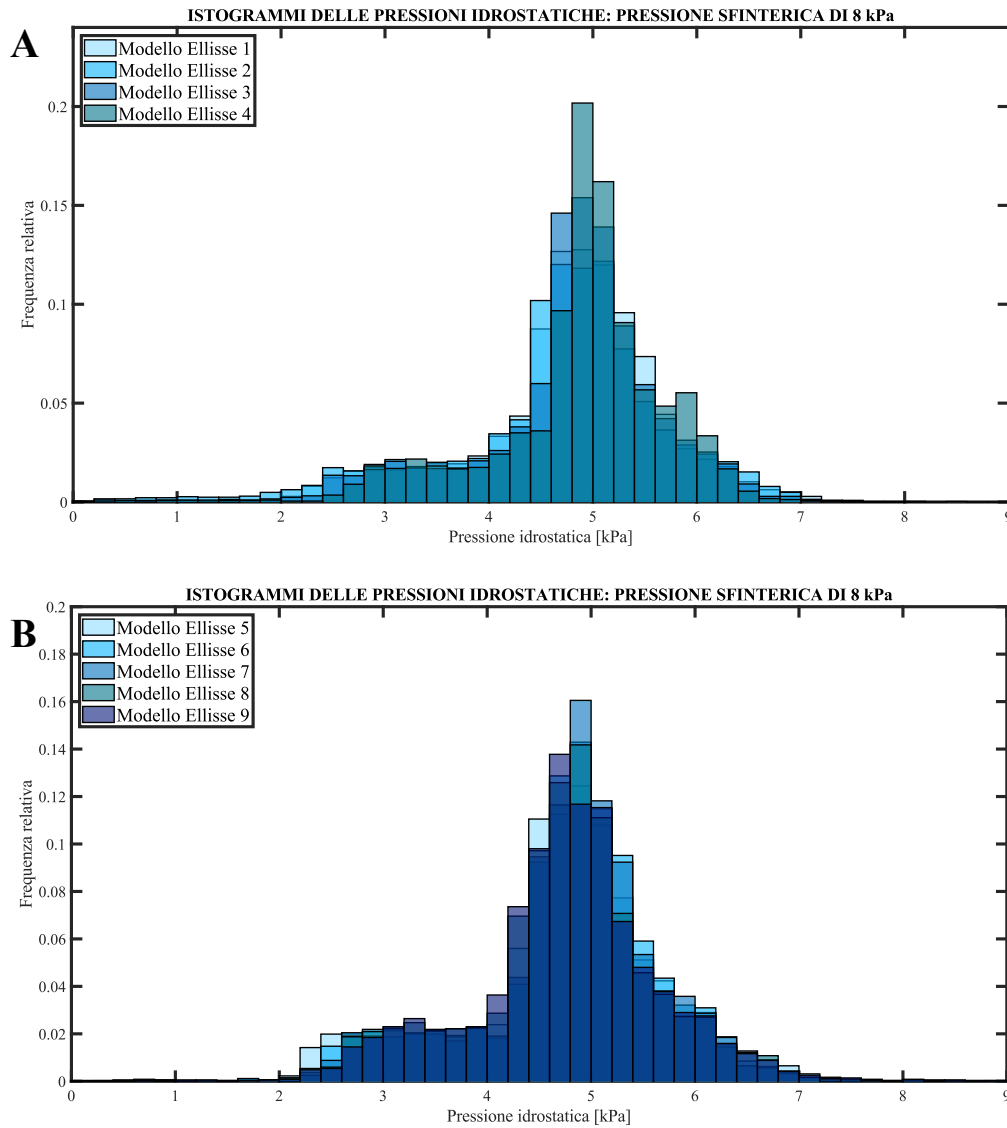 ISTOGRAMMI DELLE PRESSIONI IDROSTATICHE: PRESSIONE SFINTERICA DI 8 kPa
A
Modello Ellisse 1
Modello Ellisse 2
Modello Ellisse 3
Modello Ellisse 4
0.2
0.15
0.1
0.05
0
Frequenza relativa
0 1 2 3 4 5 6 7 8 9
Pressione idrostatica [kPa]
ISTOGRAMMI DELLE PRESSIONI IDROSTATICHE: PRESSIONE SFINTERICA DI 8 kPa
B
Modello Ellisse 5
Modello Ellisse 6
Modello Ellisse 7
Modello Ellisse 8
Modello Ellisse 9
0.2
0.18
0.16
0.14
0.12
0.1
0.08
0.06
0.04
0.02
0
Frequenza relativa
0 1 2 3 4 5 6 7 8 9
Pressione idrostatica [kPa]